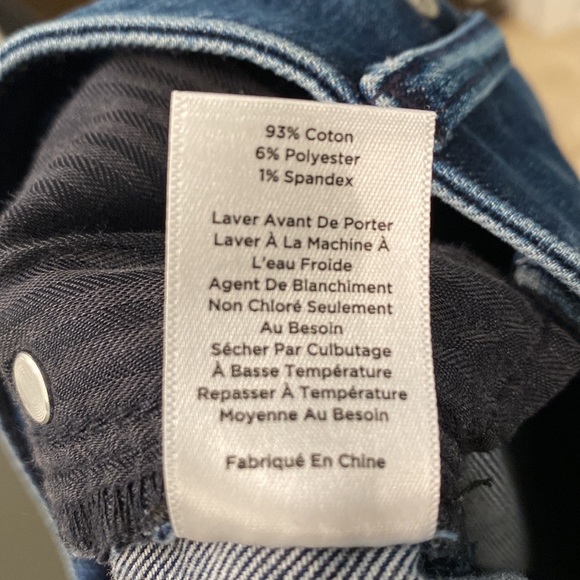 93% Coton
6% Polyester
1% Spandex
Laver Avant De Porter
Laver À La Machine À
L'eau Froide
Agent De Blanchiment
Non Chloré Seulement
Au Besoin
Sécher Par Culbutage
À Basse Température
Repasser À Température
Moyenne Au Besoin
Fabriqué En Chine